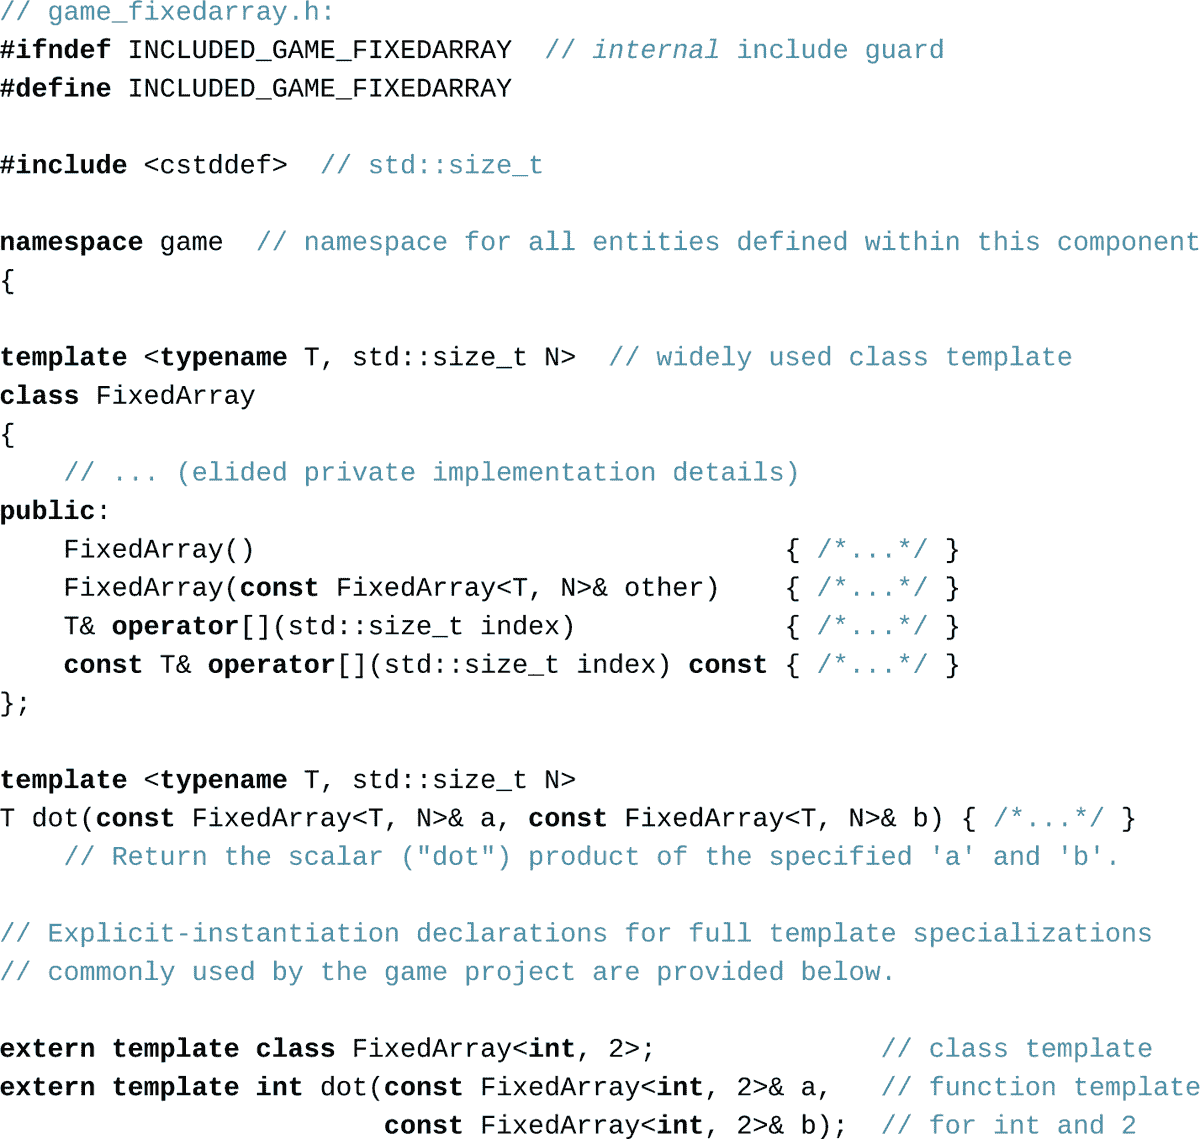 // game_fixedarray.h:
#ifndef INCLUDED_GAME_FIXEDARRAY  // internal include guard
#define INCLUDED_GAME_FIXEDARRAY

#include <cstddef>  // std::size_t

namespace game  // namespace for all entities defined within this component
{

template <typename T, std::size_t N>  // widely used class template
class FixedArray
{
    // ... (elided private implementation details)
public:
    FixedArray()                                 { /*...*/ }
    FixedArray(const FixedArray<T, N>& other)    { /*...*/ }
    T& operator[](std::size_t index)             { /*...*/ }
    const T& operator[](std::size_t index) const { /*...*/ }
};

template <typename T, std::size_t N>
T dot(const FixedArray<T, N>& a, const FixedArray<T, N>& b) { /*...*/ }
    // Return the scalar ("dot") product of the specified 'a' and 'b'.

// Explicit-instantiation declarations for full template specializations
// commonly used by the game project are provided below.

extern template class FixedArray<int, 2>;              // class template
extern template int dot(const FixedArray<int, 2>& a,   // function template
                        const FixedArray<int, 2>& b);  // for int and 2